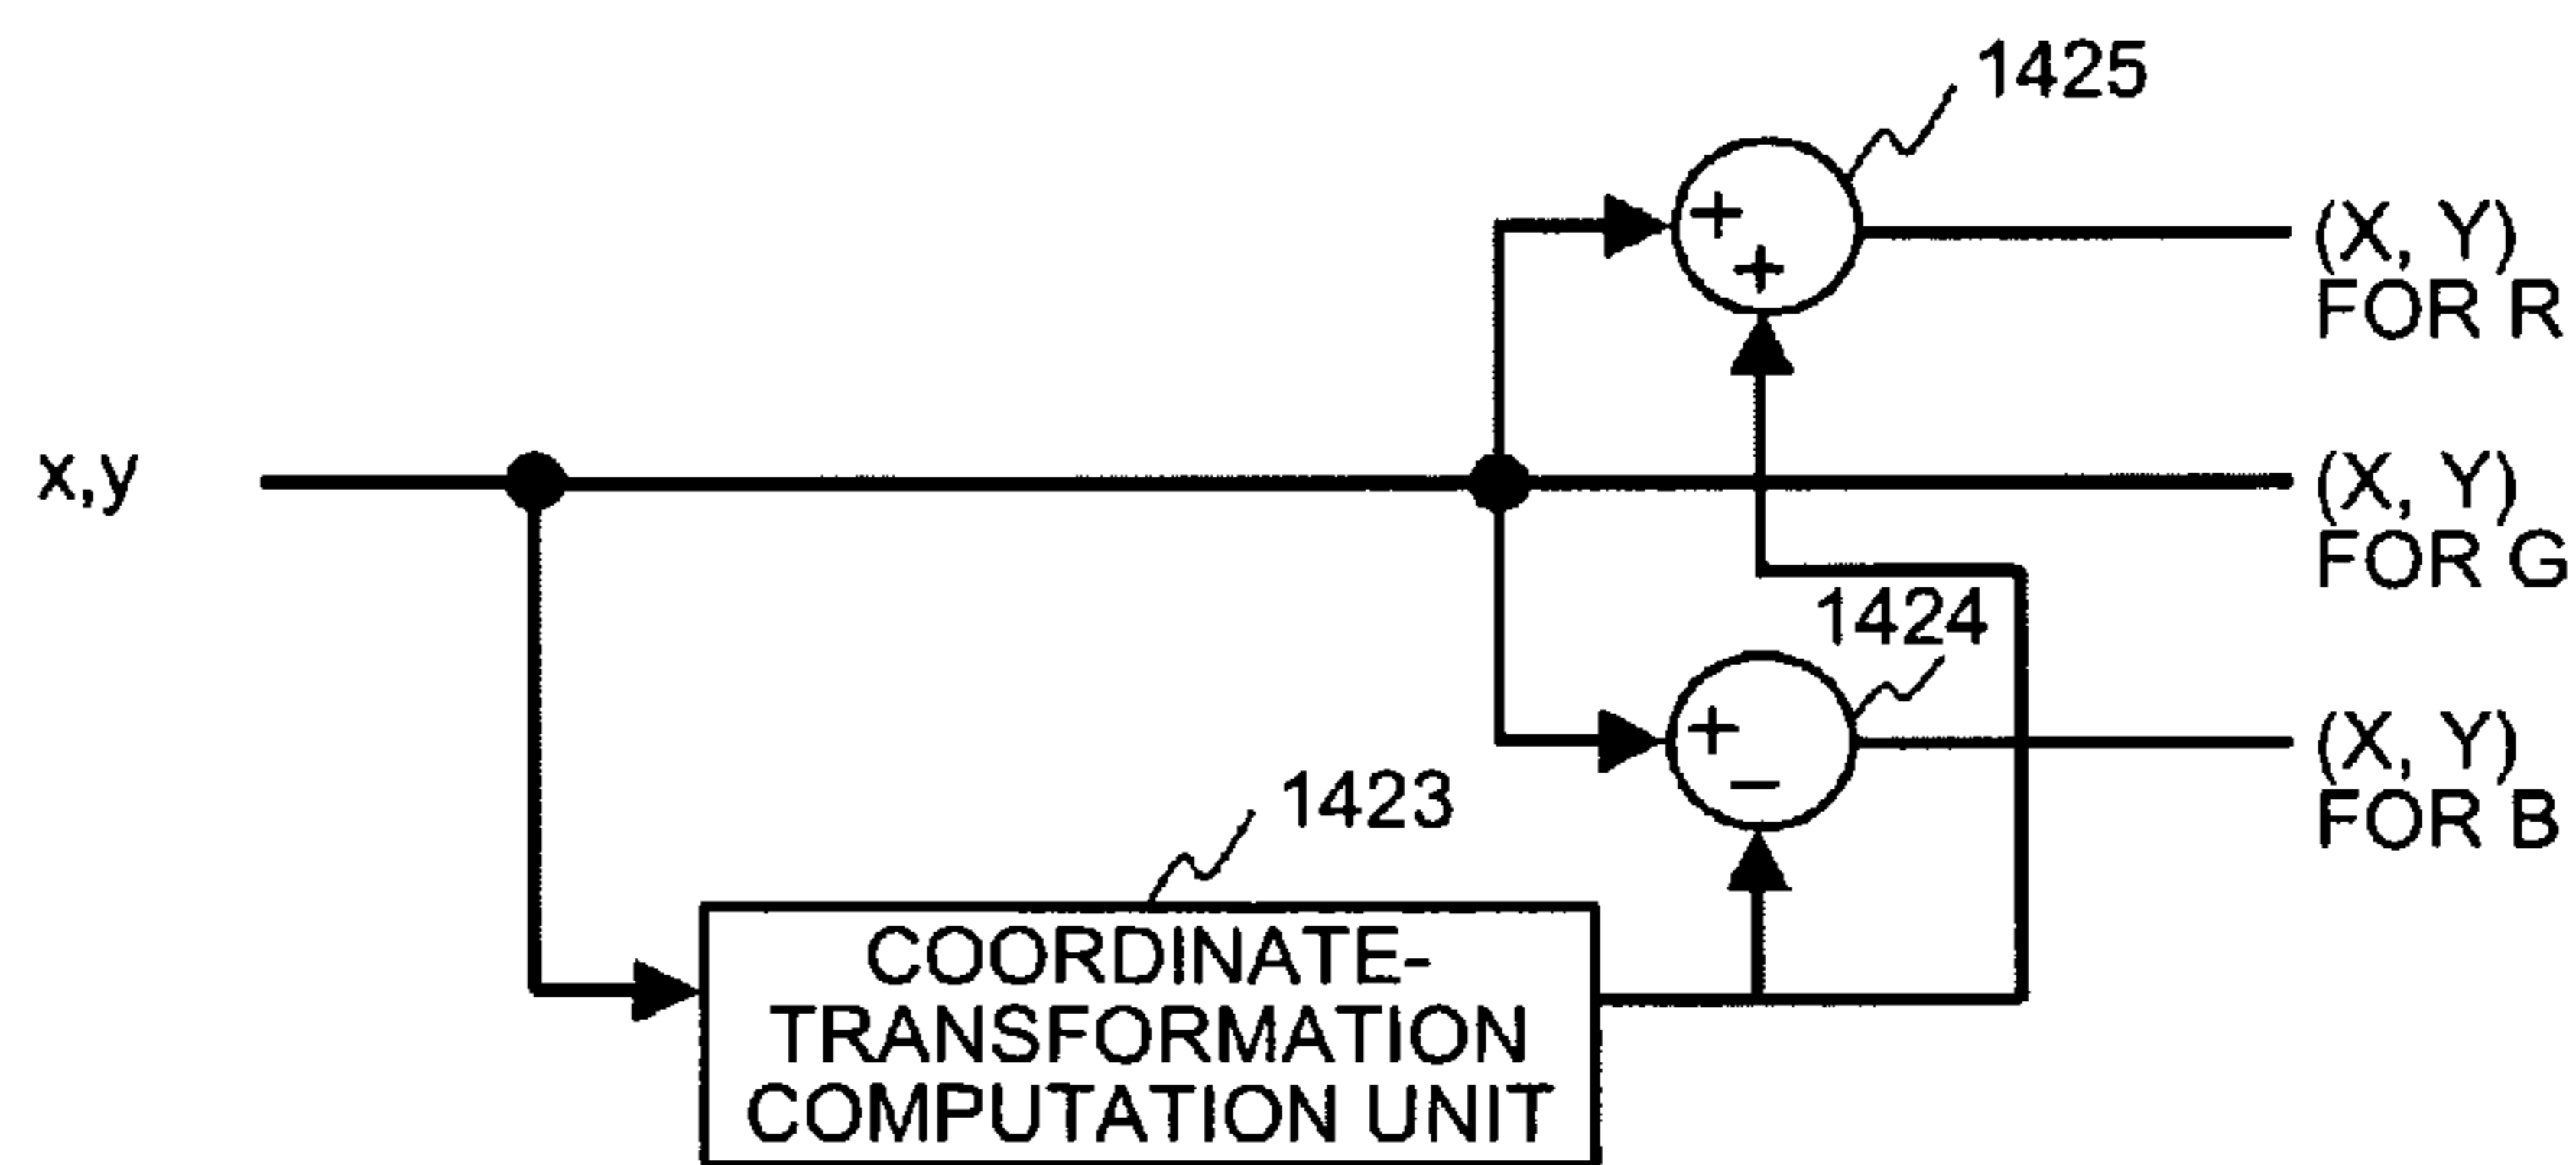 1425
+
+
(X, Y)
FOR R
x,y
(X, Y)
FOR G
1424
+
−
(X, Y)
FOR B
1423
COORDINATE-
TRANSFORMATION
COMPUTATION UNIT